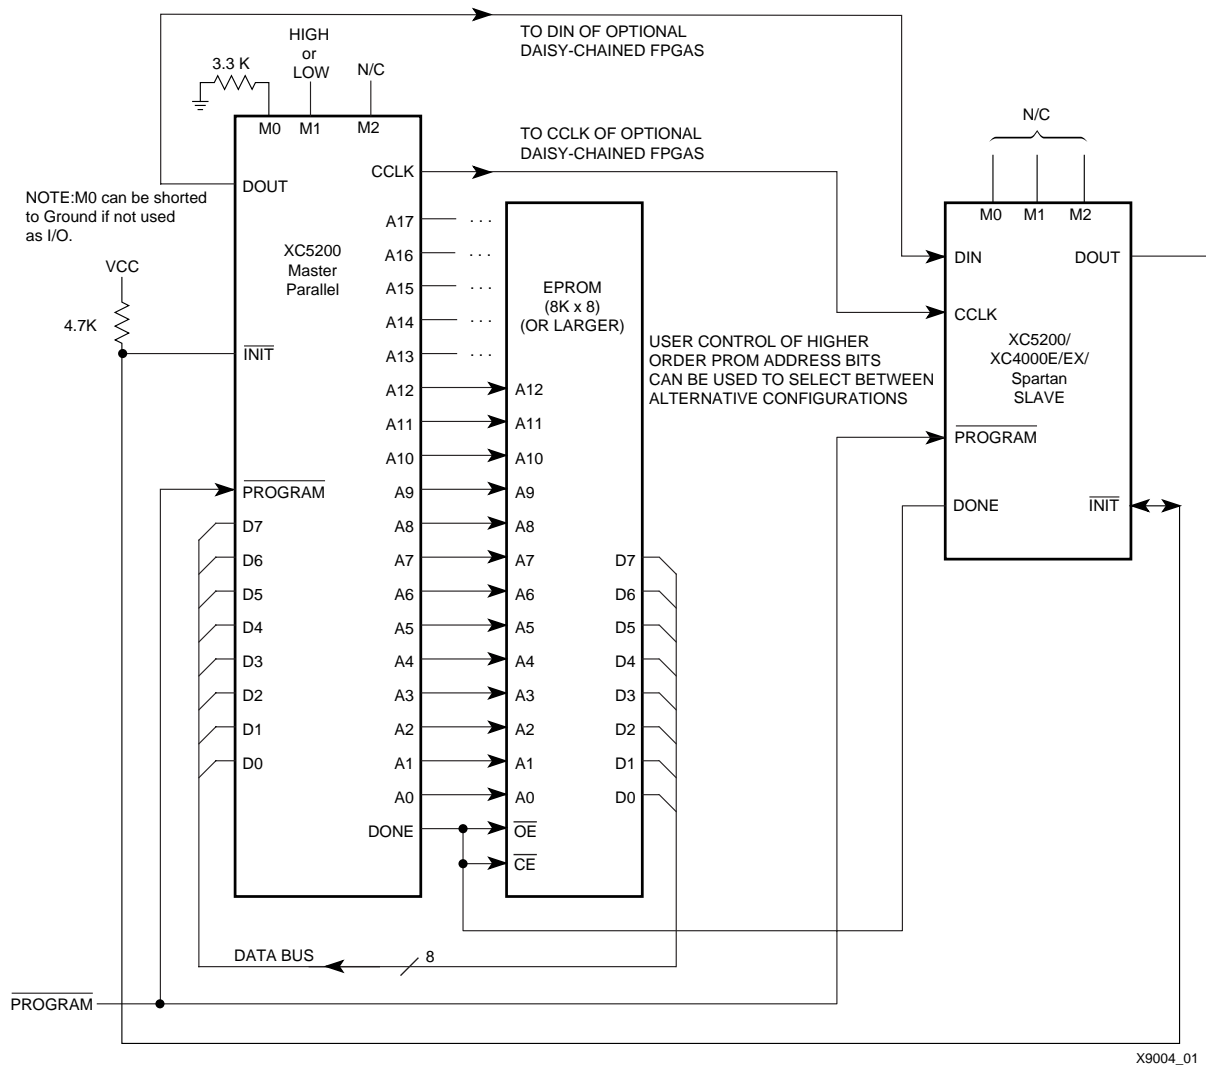 TO DIN OF OPTIONAL
DAISY-CHAINED FPGAS
HIGH
or
LOW
3.3 K
N/C
M0 M1 M2
TO CCLK OF OPTIONAL
DAISY-CHAINED FPGAS
N/C
M0 M1 M2
NOTE:M0 can be shorted
to Ground if not used
as I/O.
VCC
4.7K
DOUT
CCLK
XC5200
Master
Parallel
INIT
PROGRAM
D7
D6
D5
D4
D3
D2
D1
D0
A17 . . .
A16 . . .
A15 . . .
A14 . . .
A13 . . .
A12
A11
A10
A9
A8
A7
A6
A5
A4
A3
A2
A1
A0
DONE
EPROM
(8K x 8)
(OR LARGER)
A12
A11
A10
A9
A8
A7
A6
A5
A4
A3
A2
A1
A0
OE
CE
D7
D6
D5
D4
D3
D2
D1
D0
USER CONTROL OF HIGHER
ORDER PROM ADDRESS BITS
CAN BE USED TO SELECT BETWEEN
ALTERNATIVE CONFIGURATIONS
DIN
DOUT
CCLK
XC5200/
XC4000E/EX/
Spartan
SLAVE
PROGRAM
DONE
INIT
DATA BUS
8
PROGRAM
X9004_01